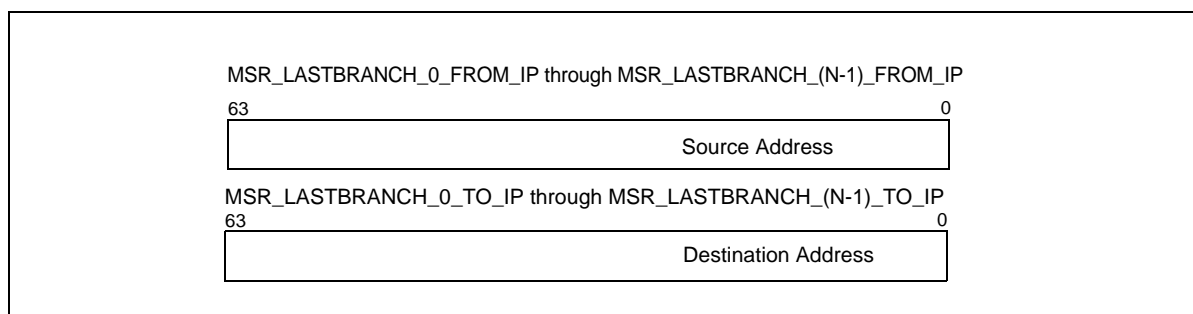 MSR_LASTBRANCH_0_FROM_IP through MSR_LASTBRANCH_(N-1)_FROM_IP
63 0
Source Address
MSR_LASTBRANCH_0_TO_IP through MSR_LASTBRANCH_(N-1)_TO_IP
63 0
Destination Address